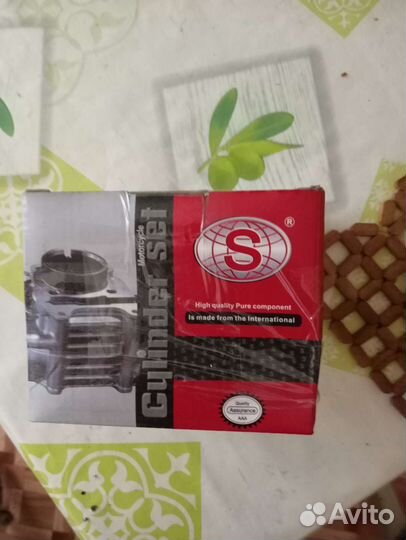 Motorcycle
Cylinder set
S
®
High quality Pure component
Is made from the International
Quality
Assurance
AAA
Avito